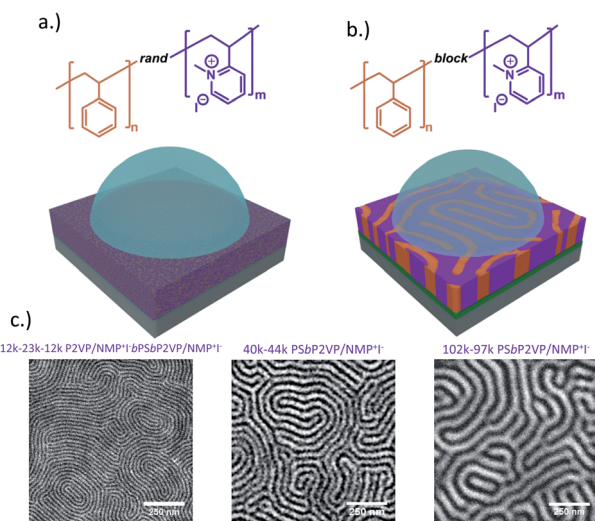 a.)
b.)
rand
block
N
+
I
-
n
m
N
+
I
-
n
m
c.)
12k-23k-12k P2VP/NMP⁺I⁻bPSbP2VP/NMP⁺I⁻
40k-44k PSbP2VP/NMP⁺I⁻
102k-97k PSbP2VP/NMP⁺I⁻
250 nm
250 nm
250 nm